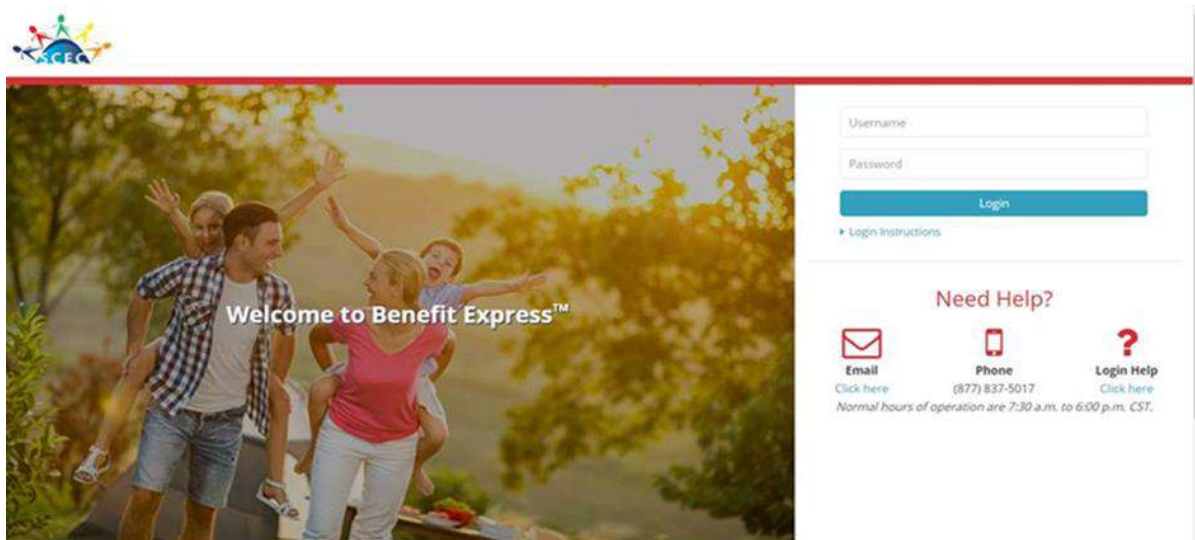 SCEC
Username
Password
Login
Login Instructions
Welcome to Benefit Express™
Need Help?
Email
Click here
Phone
(877) 837-5017
Login Help
Click here
Normal hours of operation are 7:30 a.m. to 6:00 p.m. CST.